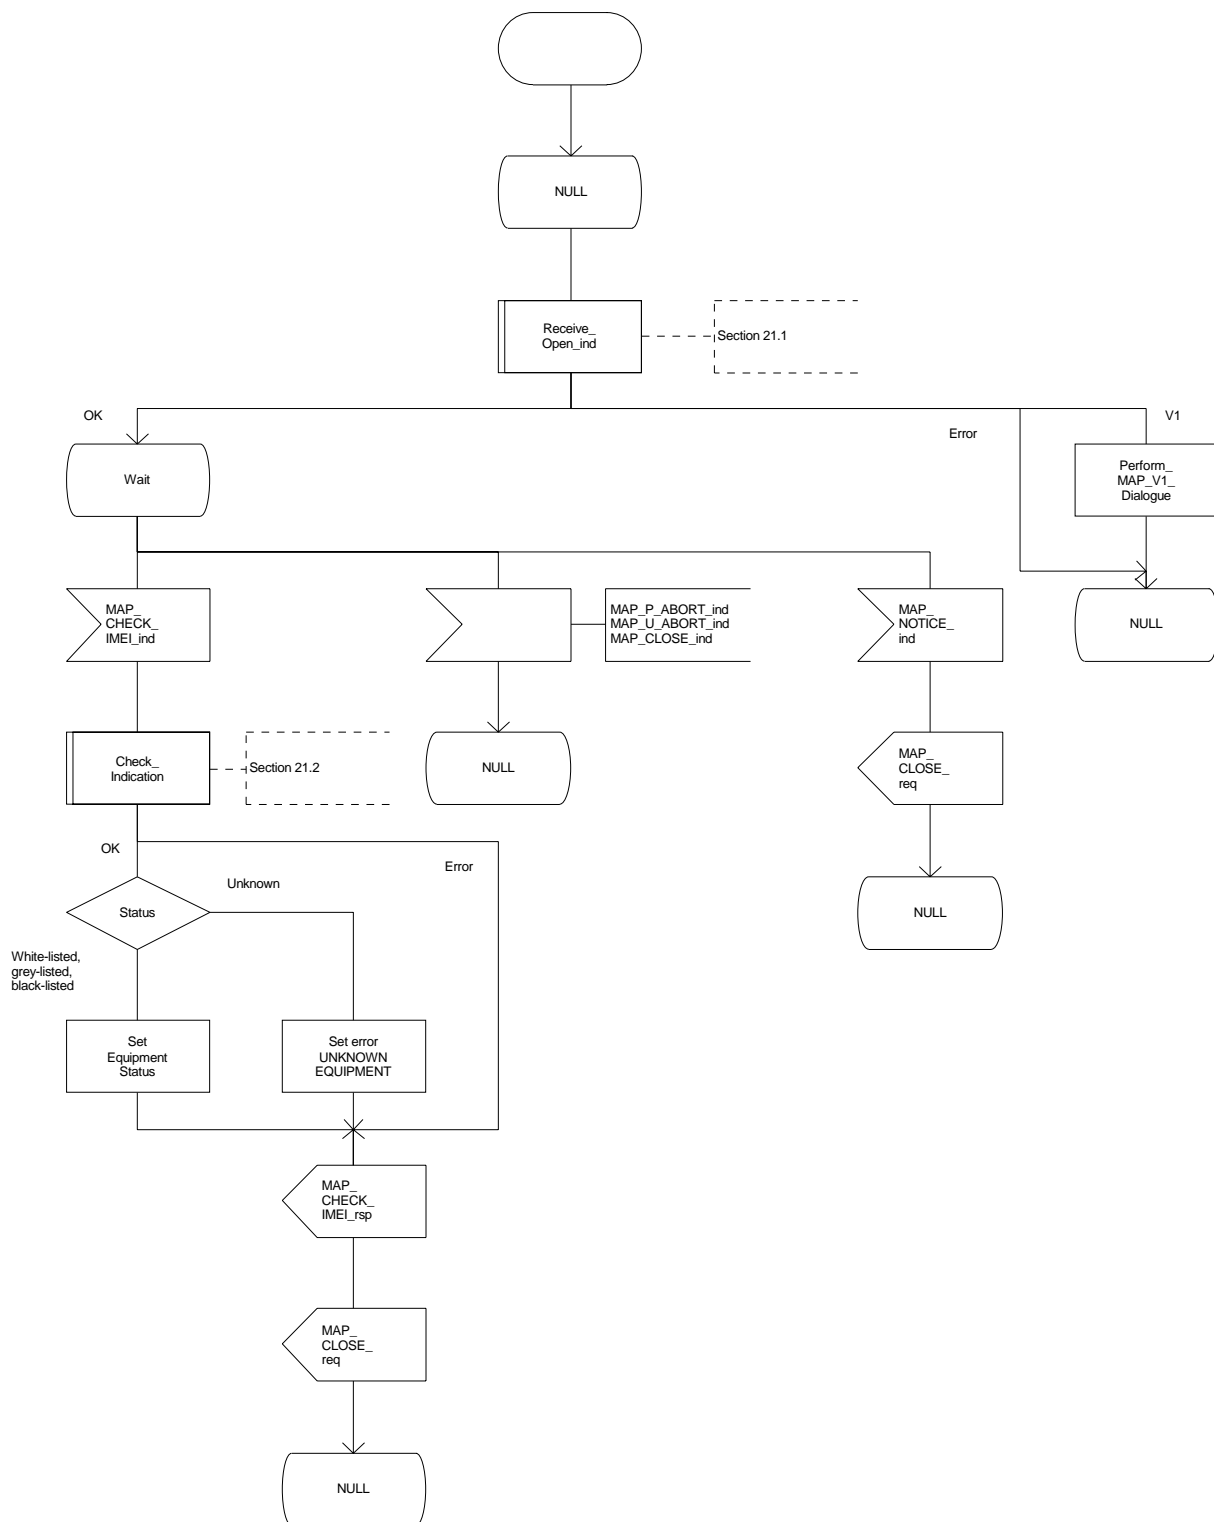 NULL
Receive_
Open_ind
Section 21.1
OK
Error
V1
Wait
Perform_
MAP_V1_
Dialogue
MAP_
CHECK_
IMEI_ind
MAP_P_ABORT_ind
MAP_U_ABORT_ind
MAP_CLOSE_ind
MAP_
NOTICE_
ind
NULL
Check_
Indication
Section 21.2
NULL
MAP_
CLOSE_
req
OK
Error
Unknown
Status
NULL
White-listed,
grey-listed,
black-listed
Set
Equipment
Status
Set error
UNKNOWN
EQUIPMENT
MAP_
CHECK_
IMEI_rsp
MAP_
CLOSE_
req
NULL